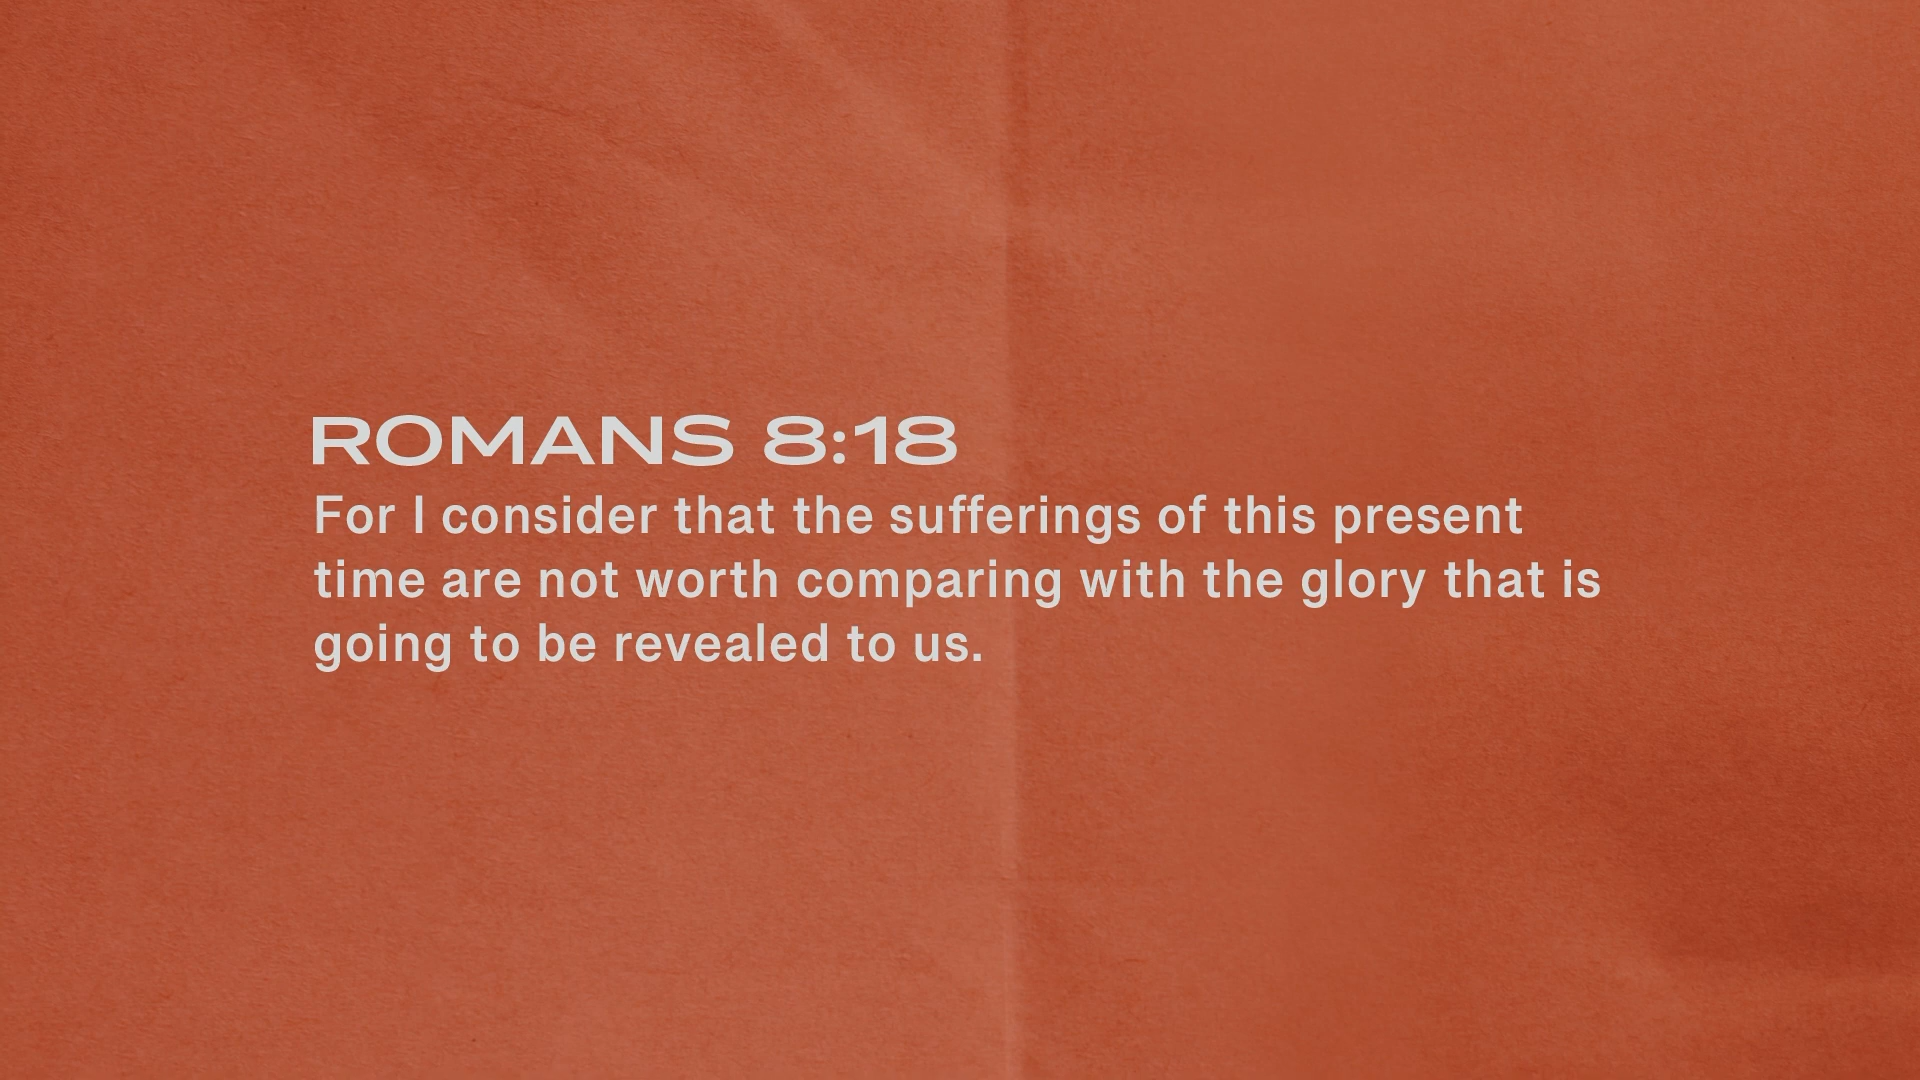 ROMANS 8:18
For I consider that the sufferings of this present
time are not worth comparing with the glory that is
going to be revealed to us.